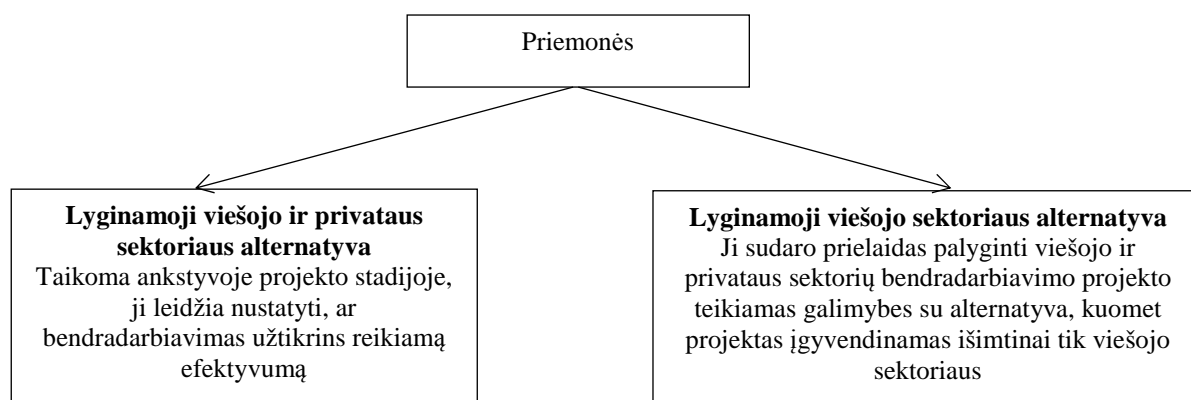 Priemonės
Lyginamoji viešojo ir privataus
sektoriaus alternatyva
Taikoma ankstyvoje projekto stadijoje,
ji leidžia nustatyti, ar
bendradarbiavimas užtikrins reikiamą
efektyvumą
Lyginamoji viešojo sektoriaus alternatyva
Ji sudaro prielaidas palyginti viešojo ir
privataus sektorių bendradarbiavimo projekto
teikiamas galimybes su alternatyva, kuomet
projektas įgyvendinamas išimtinai tik viešojo
sektoriaus